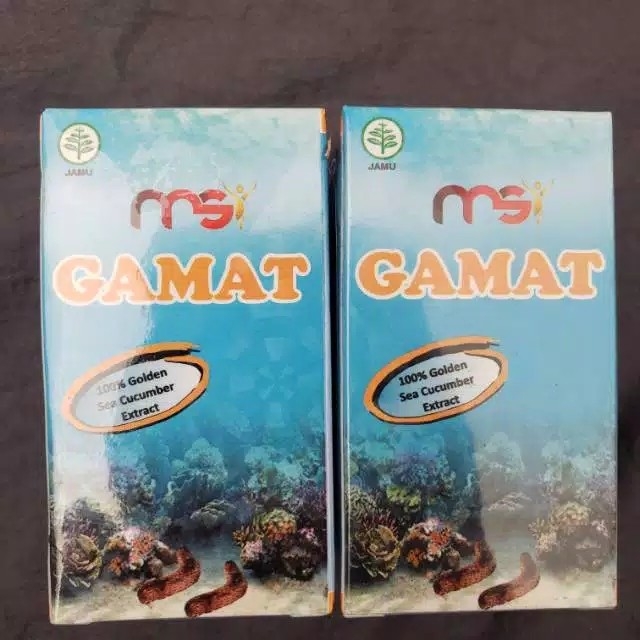 JAMU
msi
GAMAT
100% Golden
Sea Cucumber
Extract
JAMU
msi
GAMAT
100% Golden
Sea Cucumber
Extract